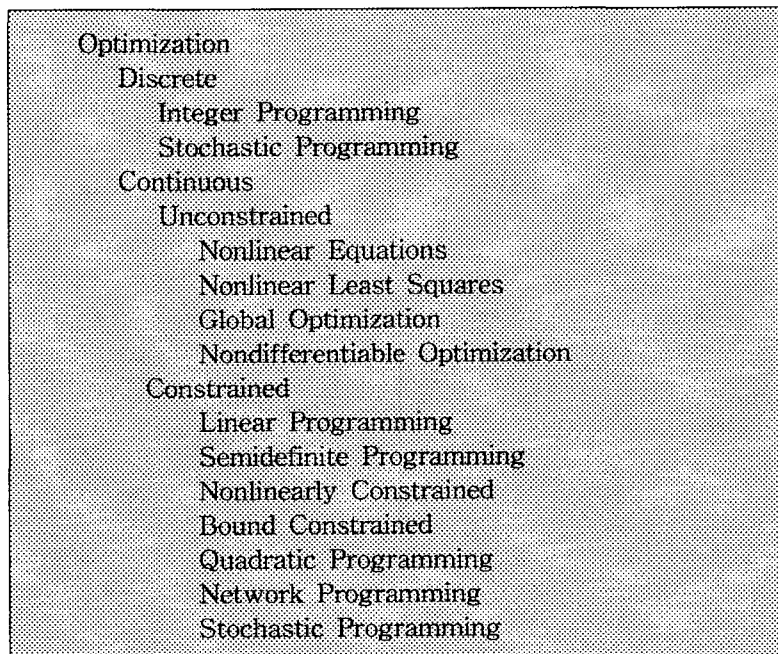 Optimization
Discrete
Integer Programming
Stochastic Programming
Continuous
Unconstrained
Nonlinear Equations
Nonlinear Least Squares
Global Optimization
Nondifferentiable Optimization
Constrained
Linear Programming
Semidefinite Programming
Nonlinearly Constrained
Bound Constrained
Quadratic Programming
Network Programming
Stochastic Programming